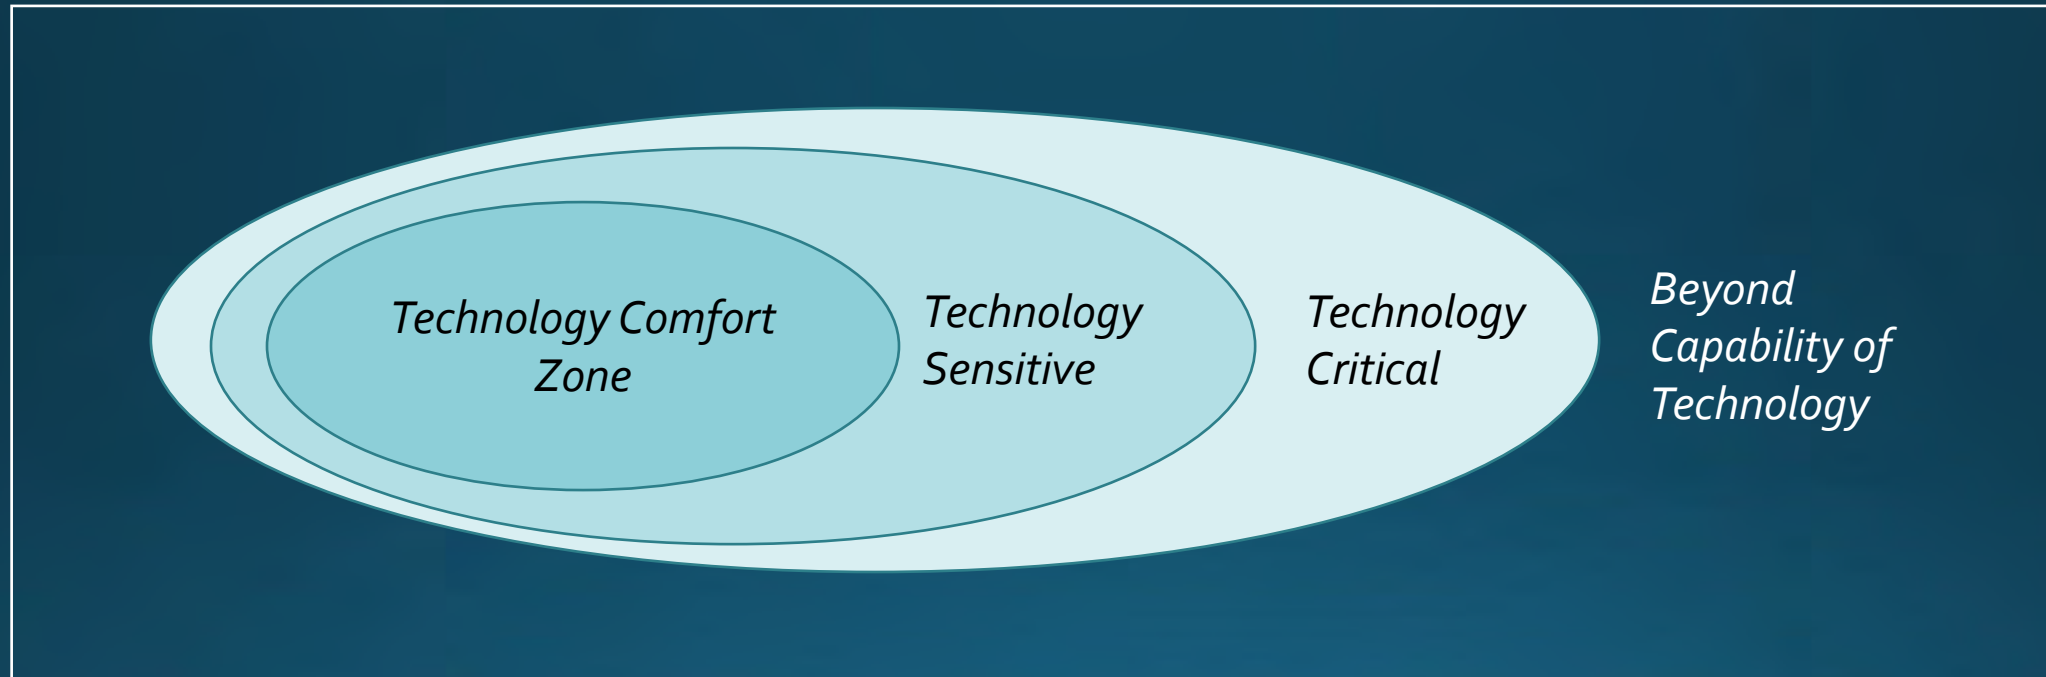 Technology Comfort
Zone
Technology
Sensitive
Technology
Critical
Beyond
Capability of
Technology